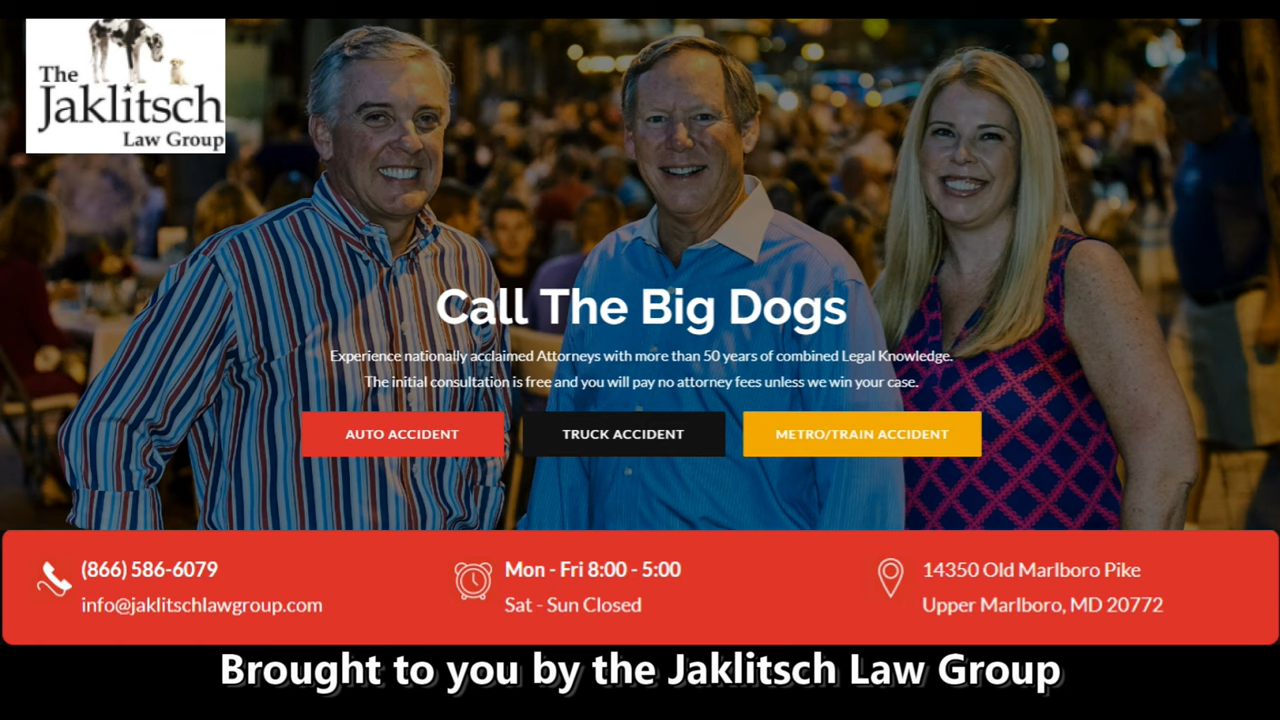 The
Jaklitsch
Law Group
Call The Big Dogs
Experience nationally acclaimed Attorneys with more than 50 years of combined Legal Knowledge.
The initial consultation is free and you will pay no attorney fees unless we win your case.
AUTO ACCIDENT TRUCK ACCIDENT METRO/TRAIN ACCIDENT
(866) 586-6079 Mon - Fri 8:00 - 5:00 14350 Old Marlboro Pike
info@jaklitschlawgroup.com Sat - Sun Closed Upper Marlboro, MD 20772
Brought to you by the Jaklitsch Law Group